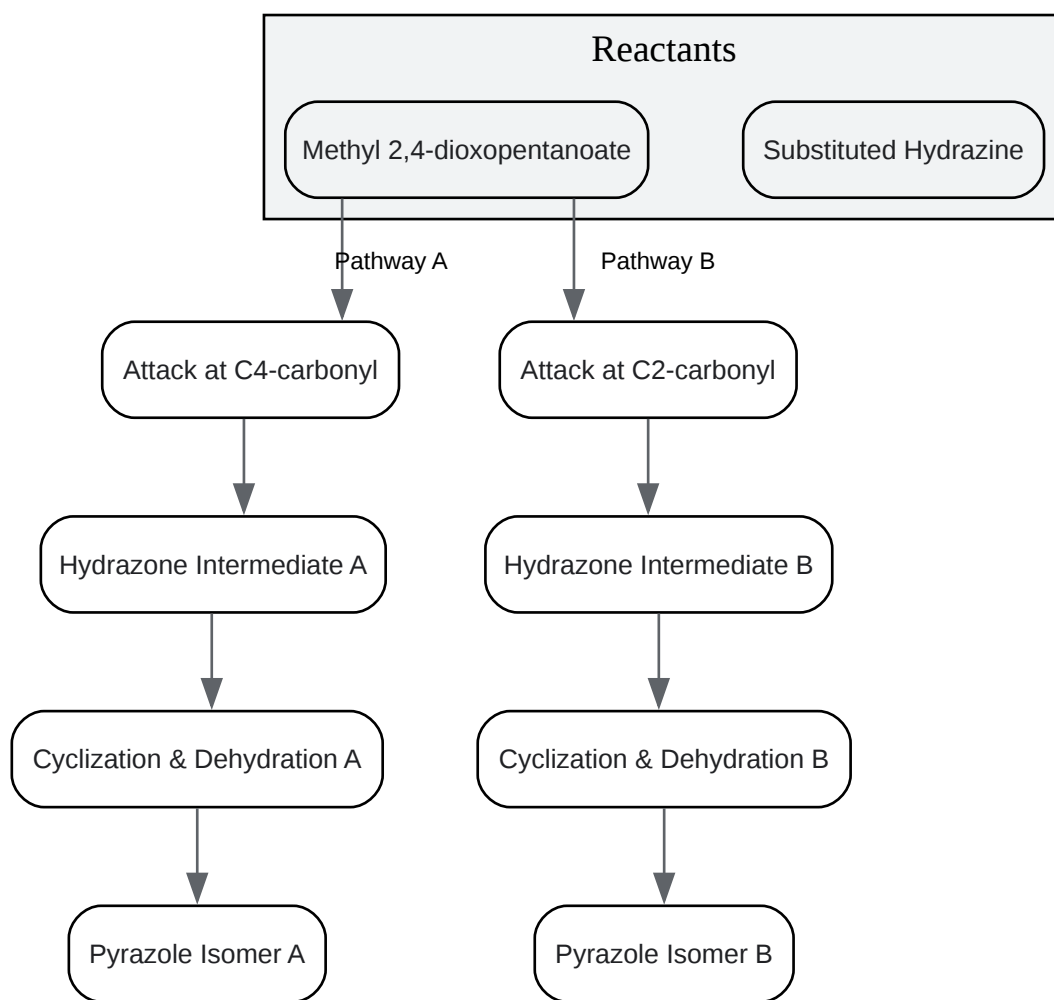 Reactants
Methyl 2,4-dioxopentanoate
Substituted Hydrazine
Pathway A
Pathway B
Attack at C4-carbonyl
Attack at C2-carbonyl
Hydrazone Intermediate A
Hydrazone Intermediate B
Cyclization & Dehydration A
Cyclization & Dehydration B
Pyrazole Isomer A
Pyrazole Isomer B